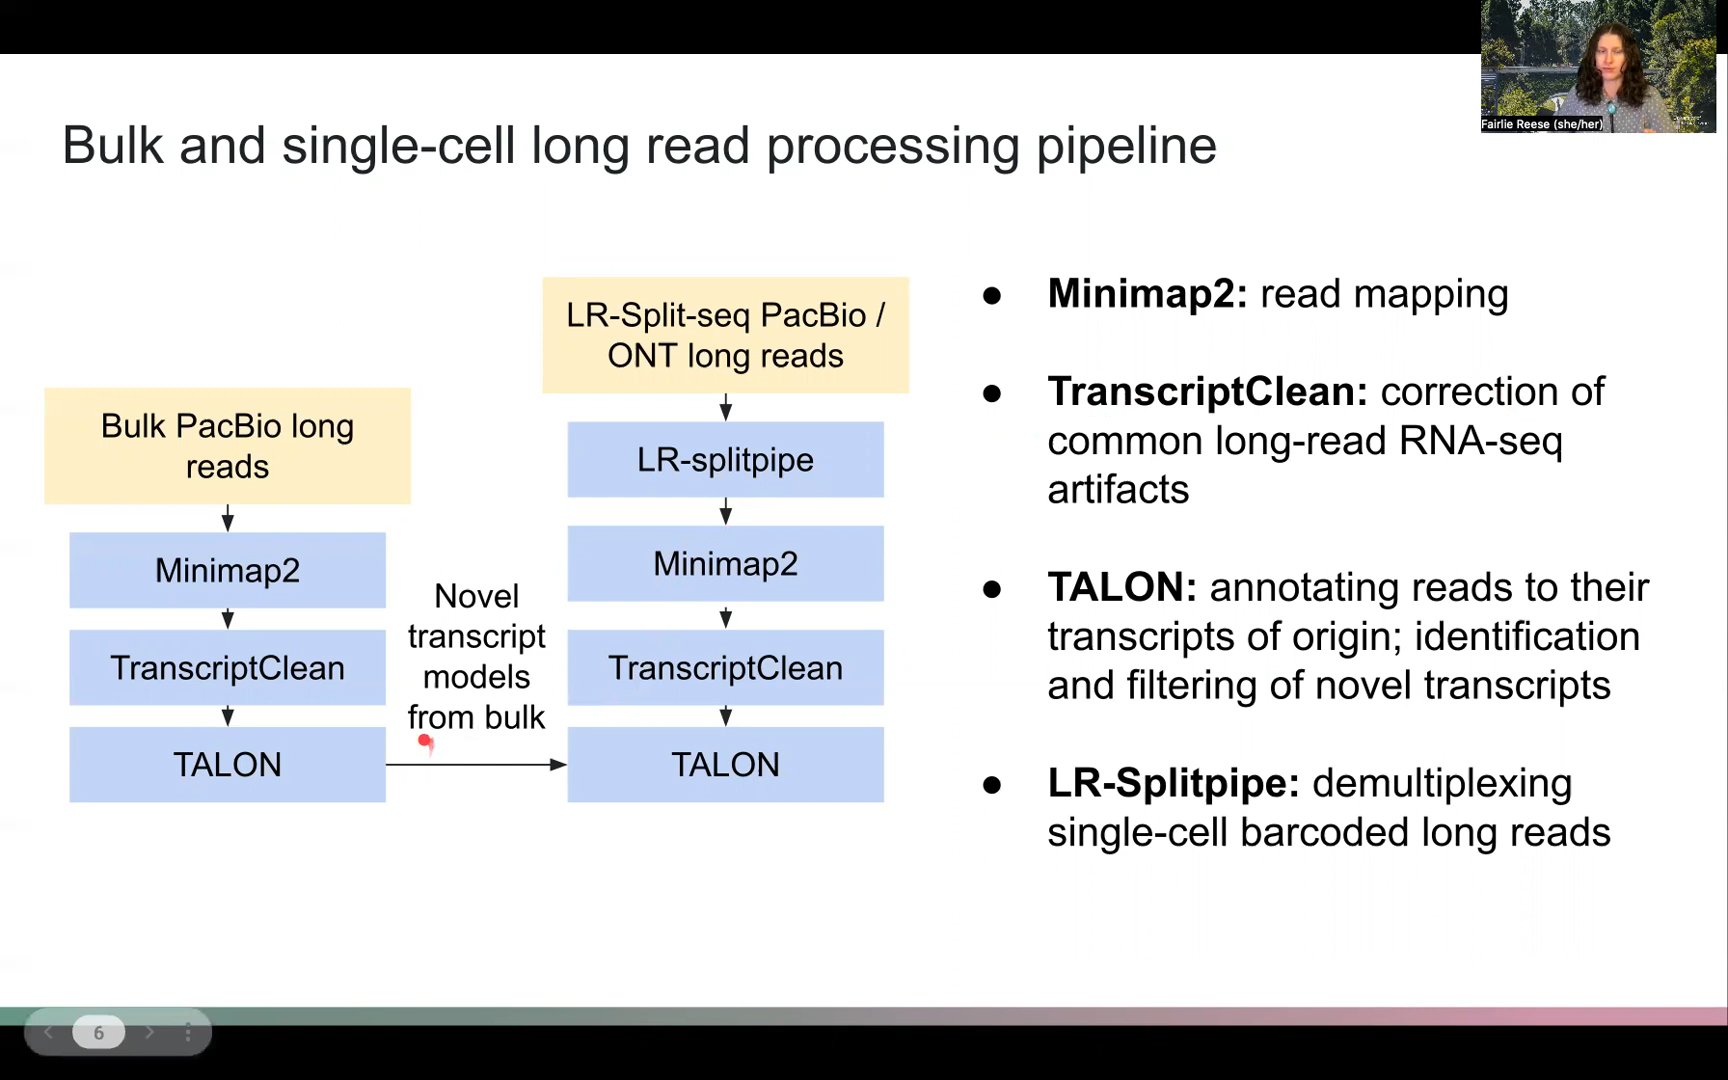 Fairlie Reese (she/her)
Bulk and single-cell long read processing pipeline
Bulk PacBio long
reads
Minimap2
TranscriptClean
TALON
Novel
transcript
models
from bulk
LR-Split-seq PacBio /
ONT long reads
LR-splitpipe
Minimap2
TranscriptClean
TALON
● Minimap2: read mapping
● TranscriptClean: correction of
common long-read RNA-seq
artifacts
● TALON: annotating reads to their
transcripts of origin; identification
and filtering of novel transcripts
● LR-Splitpipe: demultiplexing
single-cell barcoded long reads
6